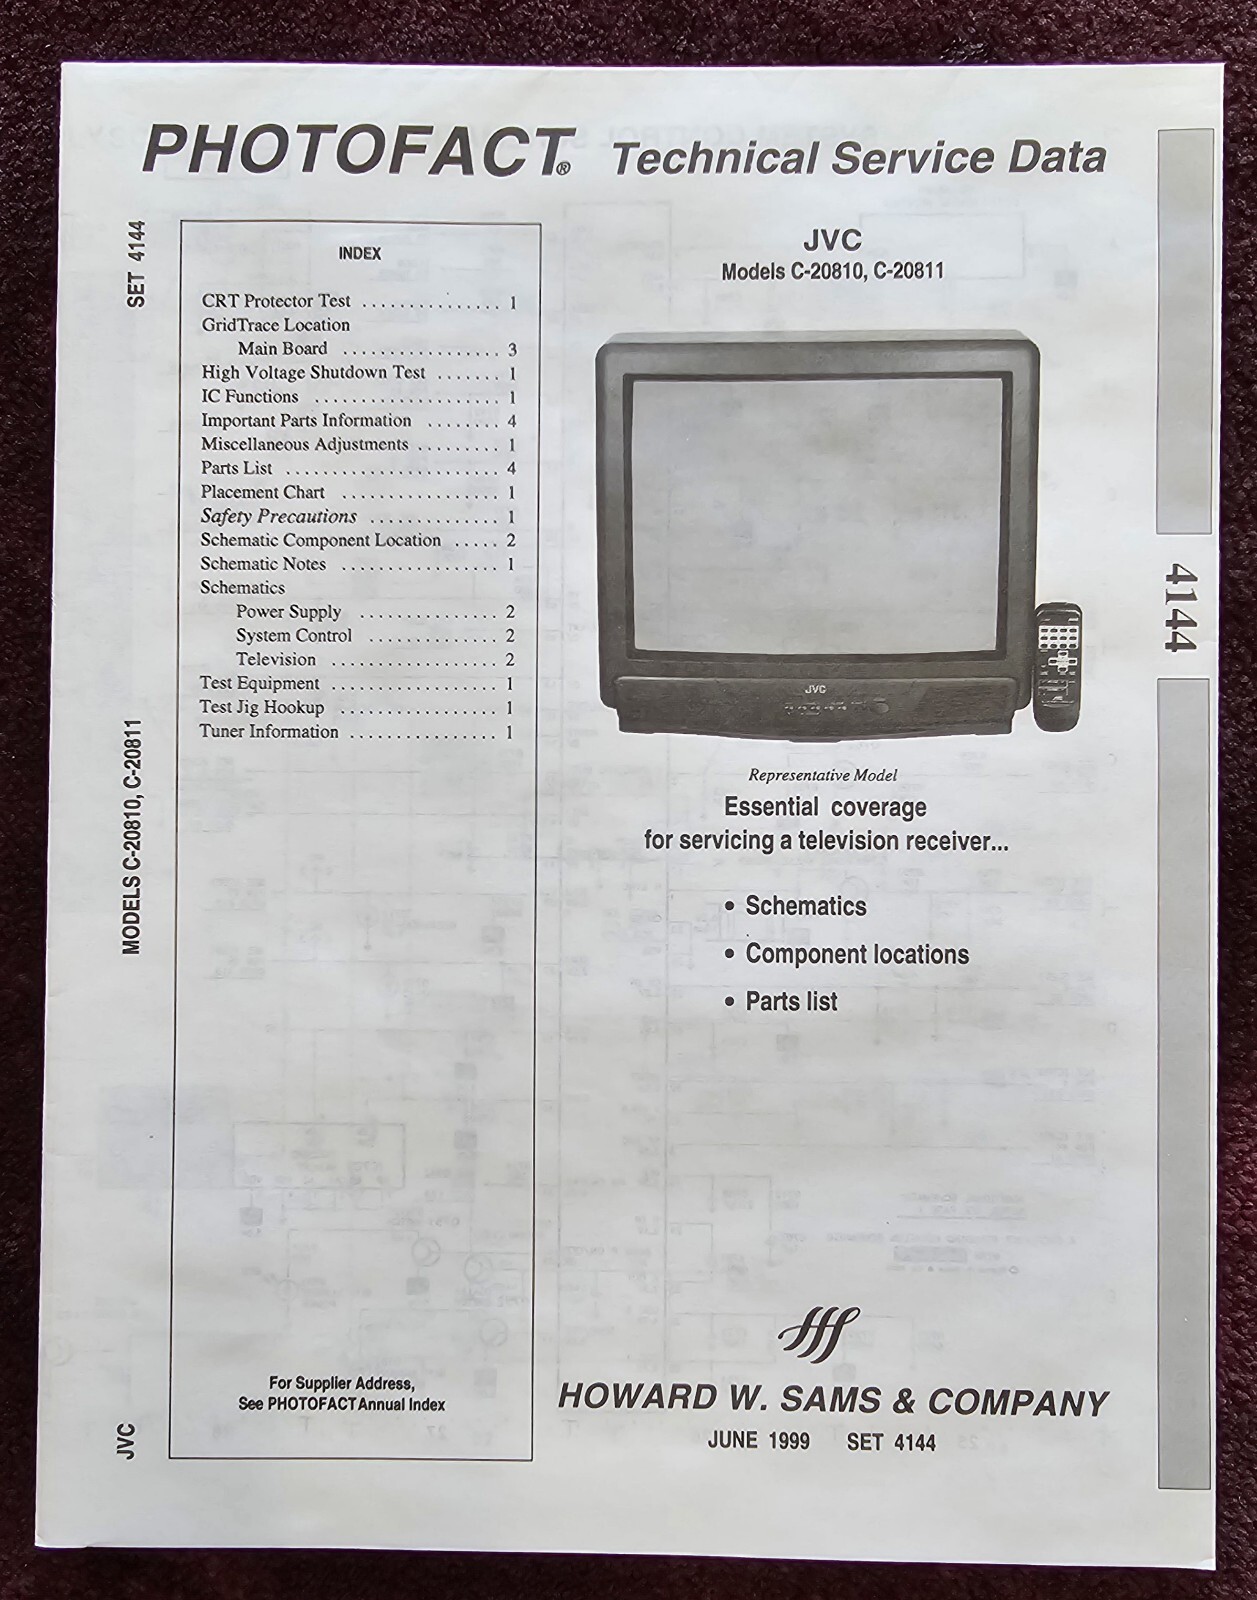 PHOTOFACT® Technical Service Data
SET 4144
MODELS C-20810, C-20811
JVC
INDEX
CRT Protector Test . . . . . . . . . . . . . . . 1
GridTrace Location
Main Board . . . . . . . . . . . . . . . . . 3
High Voltage Shutdown Test . . . . . . . 1
IC Functions . . . . . . . . . . . . . . . . . . . . 1
Important Parts Information . . . . . . . . 4
Miscellaneous Adjustments . . . . . . . . . 1
Parts List . . . . . . . . . . . . . . . . . . . . . . . 4
Placement Chart . . . . . . . . . . . . . . . . . 1
Safety Precautions . . . . . . . . . . . . . . 1
Schematic Component Location . . . . . 2
Schematic Notes . . . . . . . . . . . . . . . . . 1
Schematics
Power Supply . . . . . . . . . . . . . . . 2
System Control . . . . . . . . . . . . . . 2
Television . . . . . . . . . . . . . . . . . . 2
Test Equipment . . . . . . . . . . . . . . . . . . 1
Test Jig Hookup . . . . . . . . . . . . . . . . . 1
Tuner Information . . . . . . . . . . . . . . . . 1
For Supplier Address,
See PHOTOFACT Annual Index
JVC
Models C-20810, C-20811
JVC
Representative Model
Essential coverage
for servicing a television receiver...
• Schematics
• Component locations
• Parts list
HOWARD W. SAMS & COMPANY
JUNE 1999 SET 4144
4144